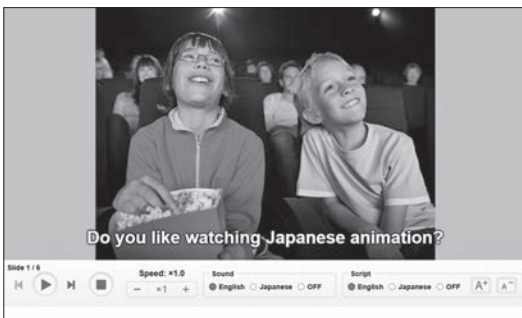 Do you like watching Japanese animation?
Slide 1 / 6
Speed: ×1.0
− ×1 +
Sound
English Japanese OFF
Script
English Japanese OFF
A+ A−